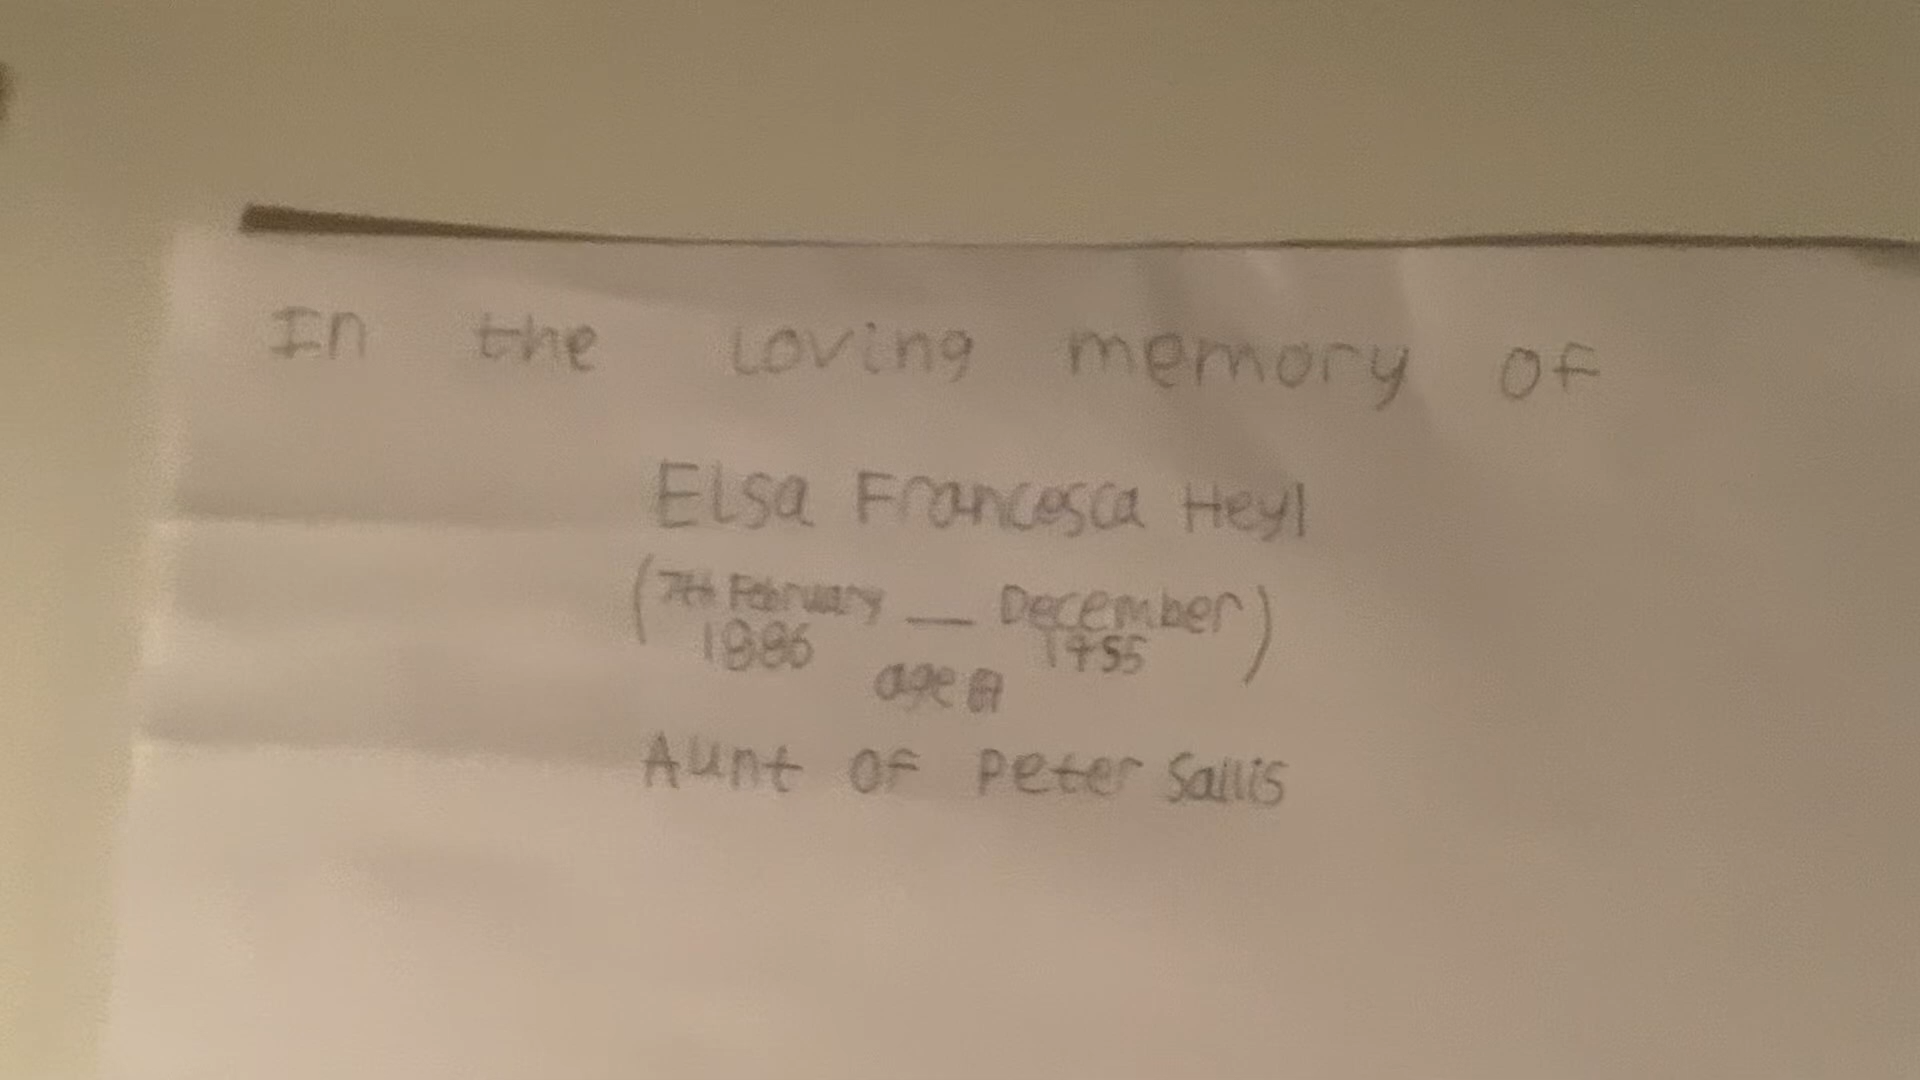 In the Loving memory of
Elsa Francesca Heyl
(7th February — December)
1886 1955
age
Aunt of Peter Sallis